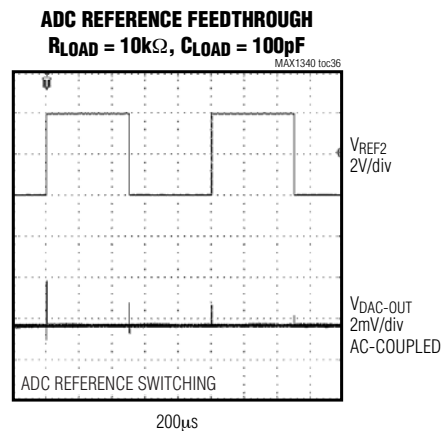 ADC REFERENCE FEEDTHROUGH
RLOAD = 10kΩ, CLOAD = 100pF
MAX1340 toc36
VREF2
2V/div
VDAC-OUT
2mV/div
AC-COUPLED
ADC REFERENCE SWITCHING
200µs